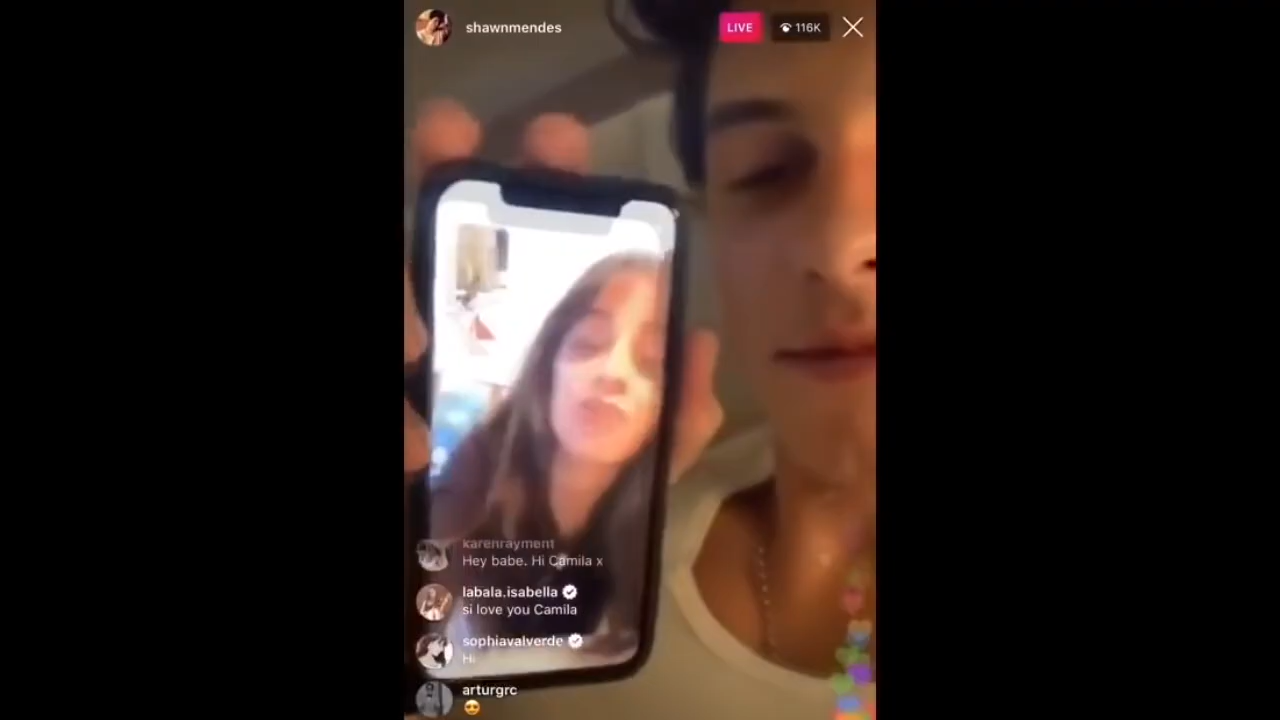 shawnmendes
LIVE
116K
karenrayment
Hey babe. Hi Camila x
labala.isabella
si love you Camila
sophiavalverde
Hi
arturgrc
😍